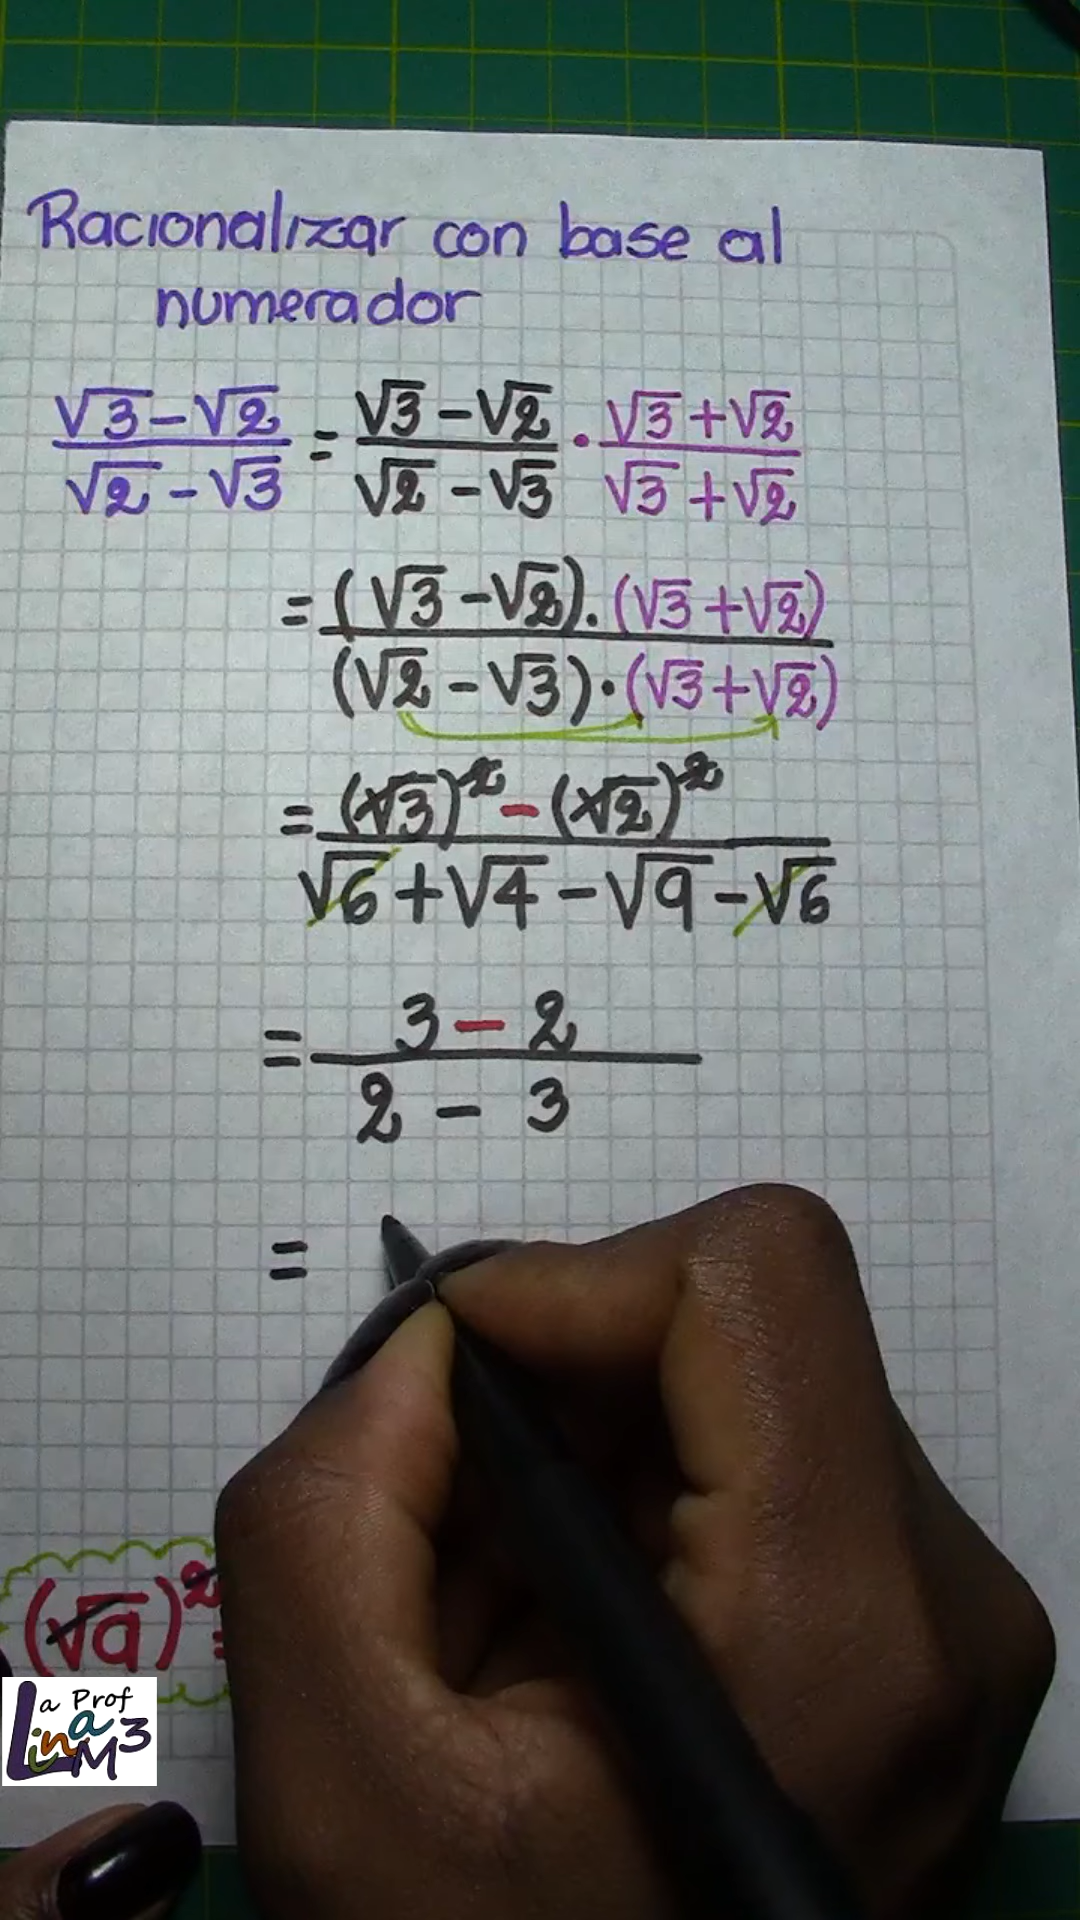 Racionalizar con base al
numerador
(√3 − √2)/(√2 − √3) = (√3 − √2)/(√2 − √3) · (√3 + √2)/(√3 + √2)
= ((√3 − √2) · (√3 + √2))/((√2 − √3) · (√3 + √2))
= ((√3)² − (√2)²)/(√6 + √4 − √9 − √6)
= (3 − 2)/(2 − 3)
=
(√a)² =
La Prof
Lina M3